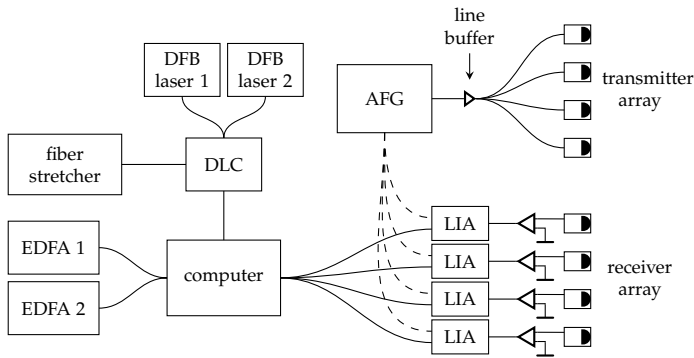 line
buffer
DFB
laser 1
DFB
laser 2
AFG
transmitter
array
fiber
stretcher
DLC
LIA
EDFA 1
computer
LIA
receiver
array
LIA
EDFA 2
LIA